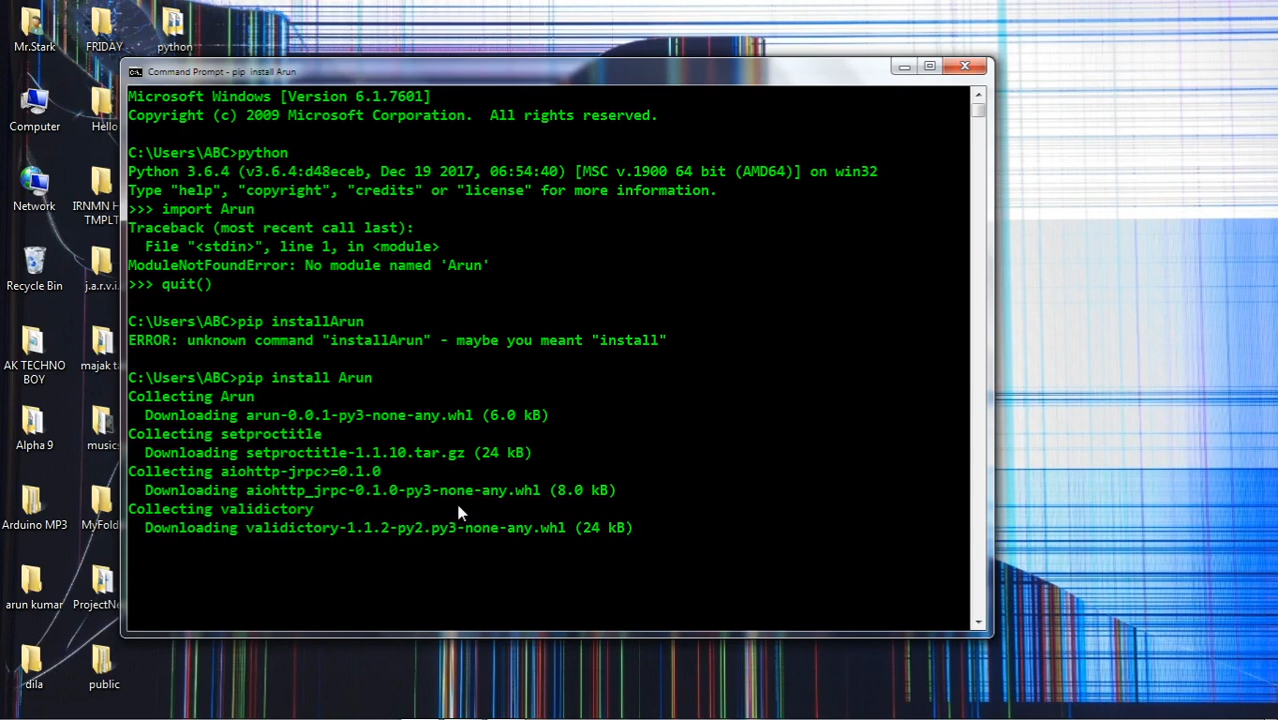 Mr.Stark
FRIDAY
python
Computer
Hello
Network
IRNMN H
TMPLT
Recycle Bin
j.a.r.v.i.
AK TECHNO
BOY
majak ta
Alpha 9
music
Arduino MP3
MyFold
arun kumar
ProjectN
dila
public
Command Prompt - pip install Arun
Microsoft Windows [Version 6.1.7601]
Copyright (c) 2009 Microsoft Corporation.  All rights reserved.
C:\Users\ABC>python
Python 3.6.4 (v3.6.4:d48eceb, Dec 19 2017, 06:54:40) [MSC v.1900 64 bit (AMD64)] on win32
Type "help", "copyright", "credits" or "license" for more information.
>>> import Arun
Traceback (most recent call last):
  File "<stdin>", line 1, in <module>
ModuleNotFoundError: No module named 'Arun'
>>> quit()
C:\Users\ABC>pip installArun
ERROR: unknown command "installArun" - maybe you meant "install"
C:\Users\ABC>pip install Arun
Collecting Arun
  Downloading arun-0.0.1-py3-none-any.whl (6.0 kB)
Collecting setproctitle
  Downloading setproctitle-1.1.10.tar.gz (24 kB)
Collecting aiohttp-jrpc>=0.1.0
  Downloading aiohttp_jrpc-0.1.0-py3-none-any.whl (8.0 kB)
Collecting validictory
  Downloading validictory-1.1.2-py2.py3-none-any.whl (24 kB)